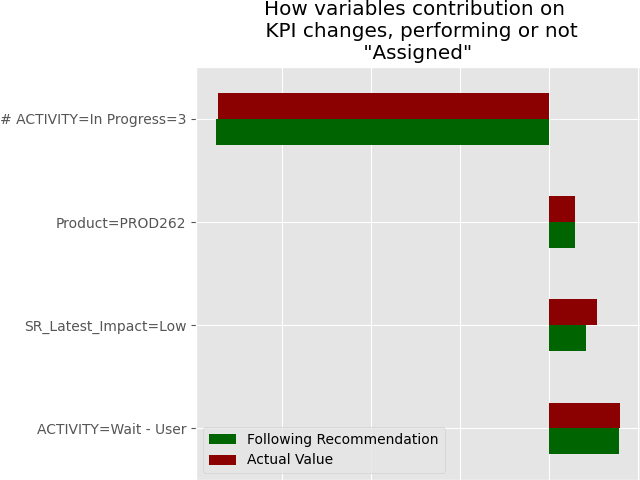 How variables contribution on
KPI changes, performing or not
"Assigned"
# ACTIVITY=In Progress=3
Product=PROD262
SR_Latest_Impact=Low
ACTIVITY=Wait - User
Following Recommendation
Actual Value